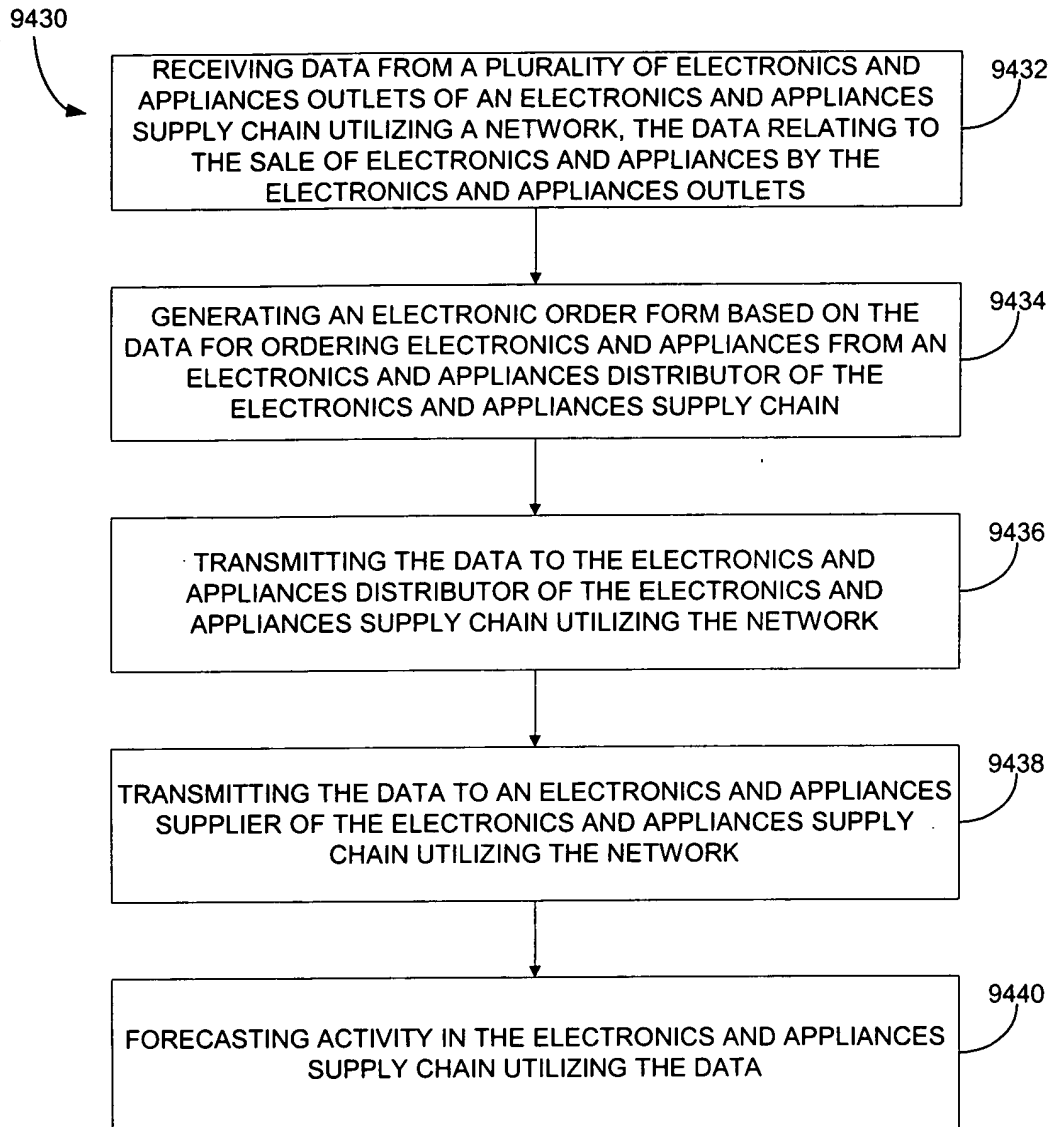 9430
RECEIVING DATA FROM A PLURALITY OF ELECTRONICS AND
APPLIANCES OUTLETS OF AN ELECTRONICS AND APPLIANCES
SUPPLY CHAIN UTILIZING A NETWORK, THE DATA RELATING TO
THE SALE OF ELECTRONICS AND APPLIANCES BY THE
ELECTRONICS AND APPLIANCES OUTLETS
9432
GENERATING AN ELECTRONIC ORDER FORM BASED ON THE
DATA FOR ORDERING ELECTRONICS AND APPLIANCES FROM AN
ELECTRONICS AND APPLIANCES DISTRIBUTOR OF THE
ELECTRONICS AND APPLIANCES SUPPLY CHAIN
9434
TRANSMITTING THE DATA TO THE ELECTRONICS AND
APPLIANCES DISTRIBUTOR OF THE ELECTRONICS AND
APPLIANCES SUPPLY CHAIN UTILIZING THE NETWORK
9436
TRANSMITTING THE DATA TO AN ELECTRONICS AND APPLIANCES
SUPPLIER OF THE ELECTRONICS AND APPLIANCES SUPPLY
CHAIN UTILIZING THE NETWORK
9438
FORECASTING ACTIVITY IN THE ELECTRONICS AND APPLIANCES
SUPPLY CHAIN UTILIZING THE DATA
9440